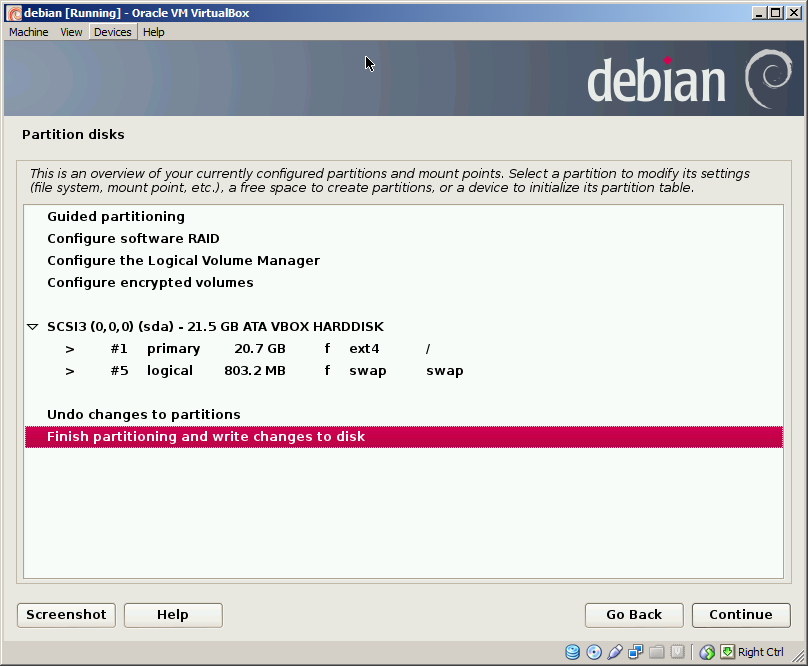 debian [Running] - Oracle VM VirtualBox
Machine View Devices Help
debian
Partition disks
This is an overview of your currently configured partitions and mount points. Select a partition to modify its settings
(file system, mount point, etc.), a free space to create partitions, or a device to initialize its partition table.
Guided partitioning
Configure software RAID
Configure the Logical Volume Manager
Configure encrypted volumes
SCSI3 (0,0,0) (sda) - 21.5 GB ATA VBOX HARDDISK
> #1 primary 20.7 GB f ext4 /
> #5 logical 803.2 MB f swap swap
Undo changes to partitions
Finish partitioning and write changes to disk
Screenshot Help Go Back Continue
Right Ctrl